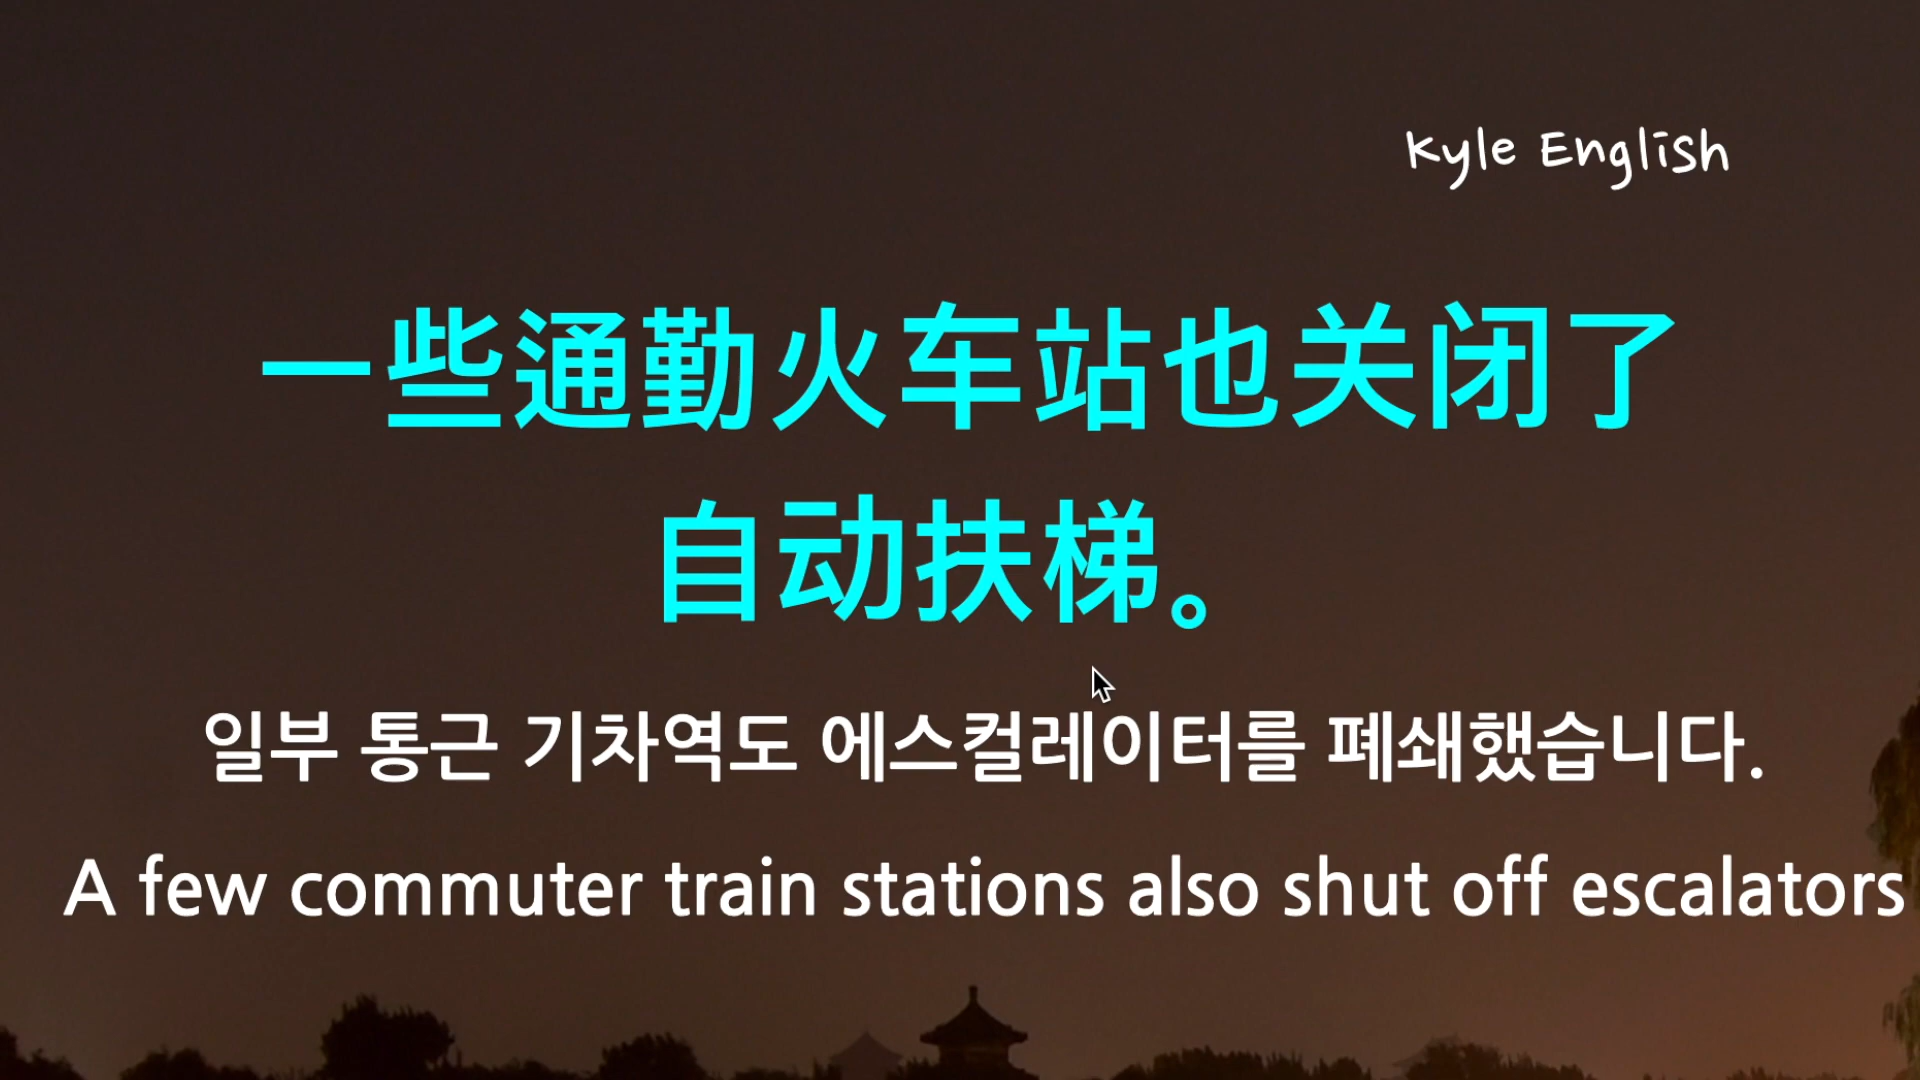 Kyle English
一些通勤火车站也关闭了
自动扶梯。
일부 통근 기차역도 에스컬레이터를 폐쇄했습니다.
A few commuter train stations also shut off escalators